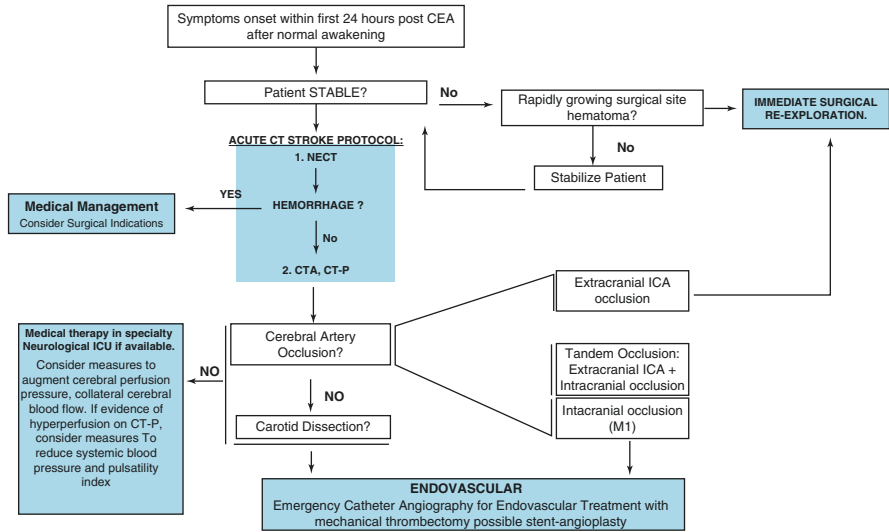 Symptoms onset within first 24 hours post CEA
after normal awakening
Patient STABLE?
No
Rapidly growing surgical site
hematoma?
IMMEDIATE SURGICAL
RE-EXPLORATION.
No
Stabilize Patient
ACUTE CT STROKE PROTOCOL:
1. NECT
HEMORRHAGE ?
YES
Medical Management
Consider Surgical Indications
No
2. CTA, CT-P
Extracranial ICA
occlusion
Cerebral Artery
Occlusion?
Tandem Occlusion:
Extracranial ICA +
Intracranial occlusion
Intacranial occlusion
(M1)
NO
Medical therapy in specialty
Neurological ICU if available.
Consider measures to
augment cerebral perfusion
pressure, collateral cerebral
blood flow. If evidence of
hyperperfusion on CT-P,
consider measures To
reduce systemic blood
pressure and pulsatility
index
NO
Carotid Dissection?
ENDOVASCULAR
Emergency Catheter Angiography for Endovascular Treatment with
mechanical thrombectomy possible stent-angioplasty